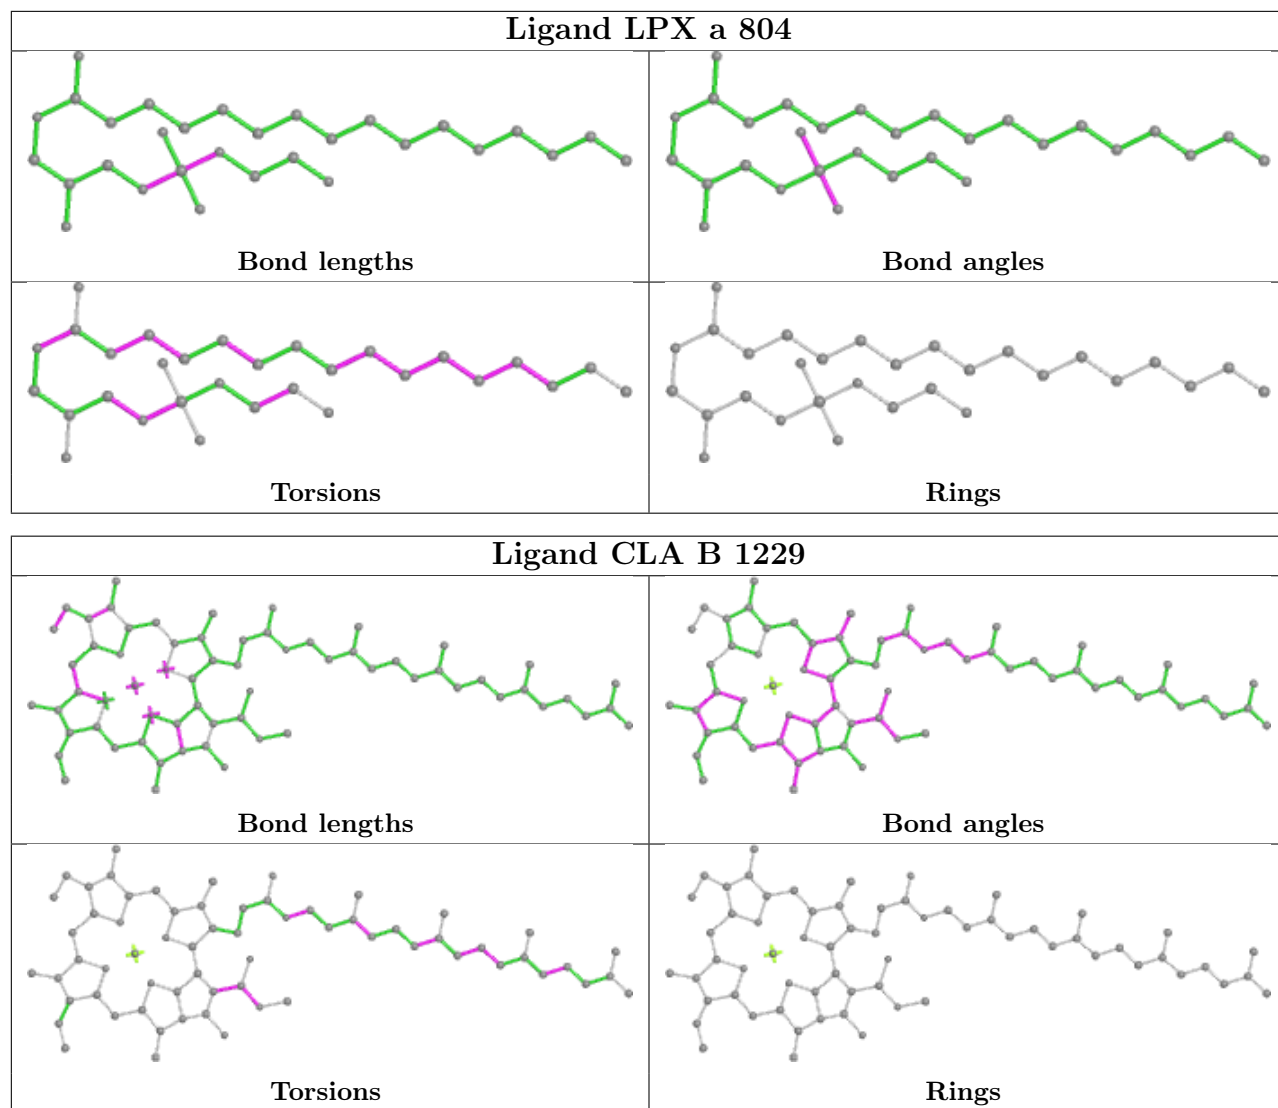 Ligand LPX a 804
Bond lengths
Bond angles
Torsions
Rings
Ligand CLA B 1229
Bond lengths
Bond angles
Torsions
Rings